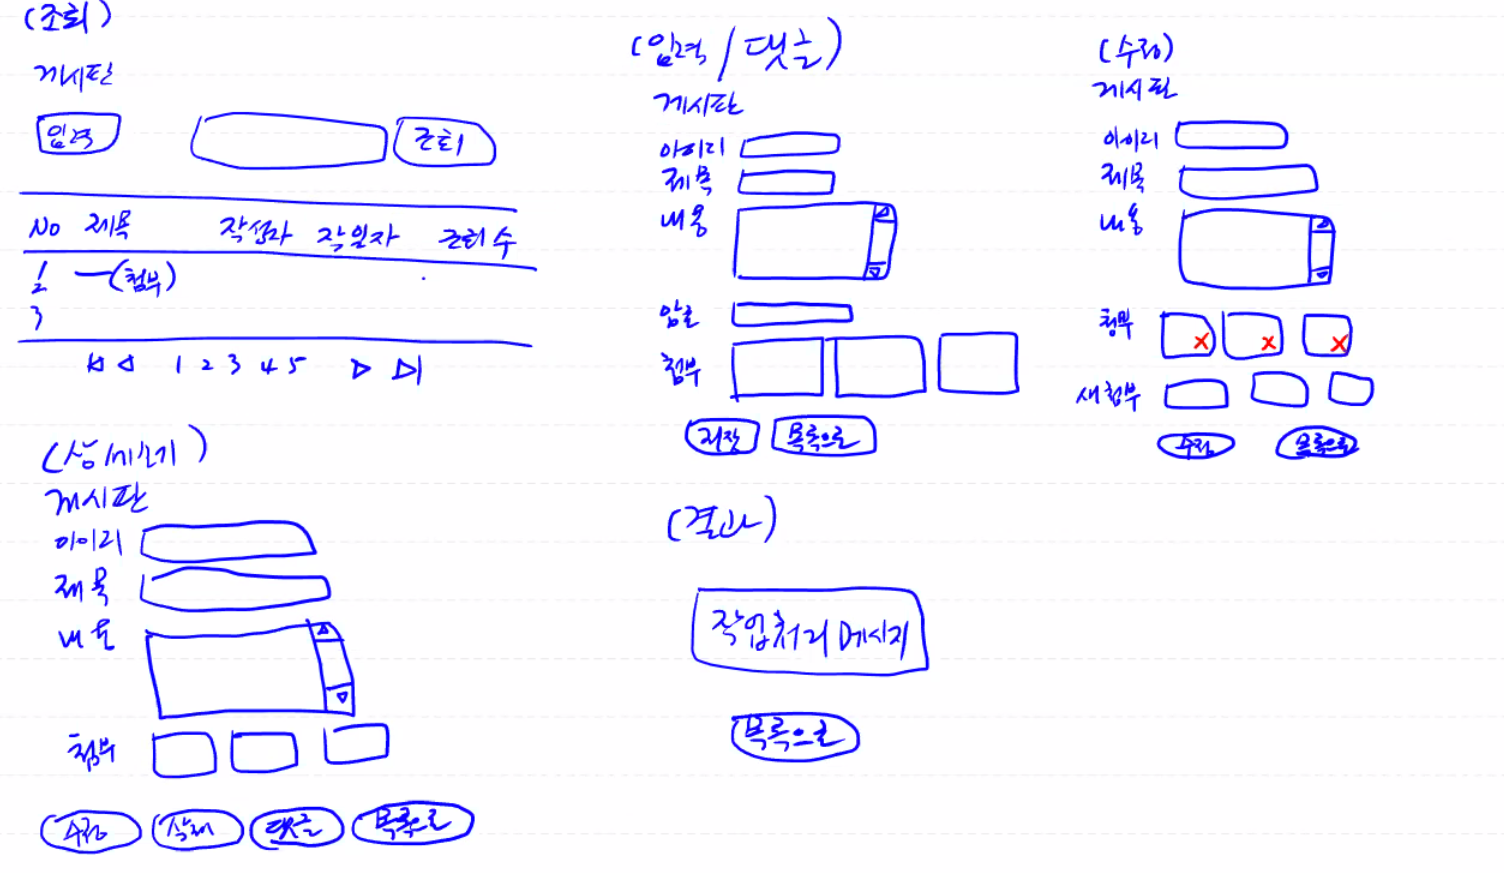 (조회)
게시판
입력 조회
No 제목 작성자 작일자 조회수
1
2 (첨부)
3
1 2 3 4 5
(입력/댓글)
게시판
아이디
제목
내용
암호
첨부
저장 목록으로
(수정)
게시판
아이디
제목
내용
첨부
x x x
새첨부
수정 목록으로
(상세보기)
게시판
아이디
제목
내용
첨부
수정 삭제 댓글 목록으로
(결과)
작업처리 메시지
목록으로